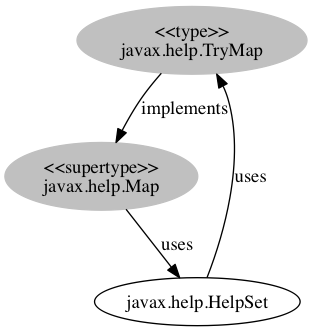 <<type>>
javax.help.TryMap
implements
<<supertype>>
javax.help.Map
uses
uses
javax.help.HelpSet